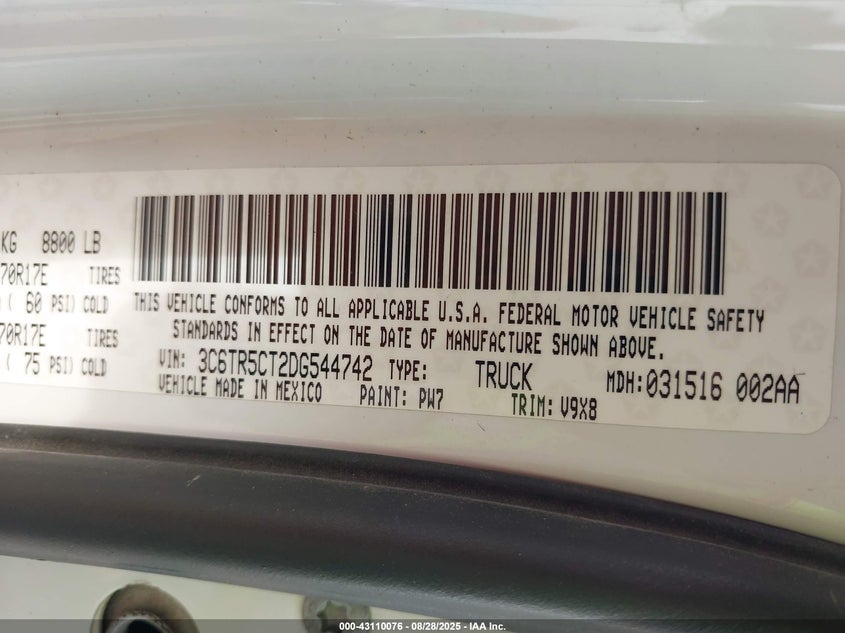 KG 8800 LB
70R17E TIRES
( 60 PSI) COLD
70R17E TIRES
( 75 PSI) COLD
THIS VEHICLE CONFORMS TO ALL APPLICABLE U.S.A. FEDERAL MOTOR VEHICLE SAFETY
STANDARDS IN EFFECT ON THE DATE OF MANUFACTURE SHOWN ABOVE.
VIN: 3C6TR5CT2DG544742 TYPE: TRUCK MDH:031516 002AA
VEHICLE MADE IN MEXICO PAINT: PW7 TRIM: V9X8
000-43110076 - 08/28/2025 - IAA Inc.